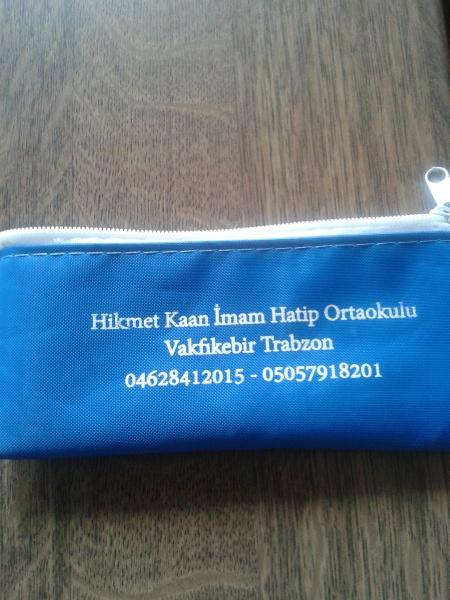 Hikmet Kaan İmam Hatip Ortaokulu
Vakfıkebir Trabzon
04628412015 - 05057918201